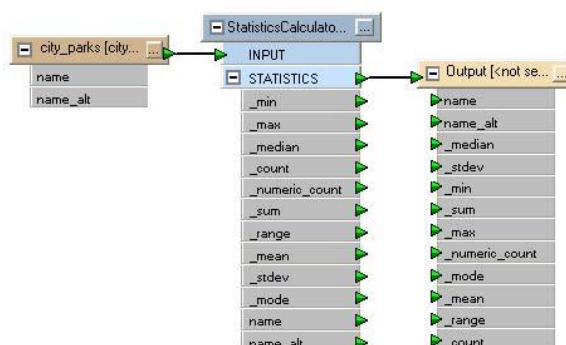 city_parks [city...
...
name
name_alt
StatisticsCalculato...
...
INPUT
STATISTICS
_min
_max
_median
_count
_numeric_count
_sum
_range
_mean
_stdev
_mode
name
name_alt
Output [<not se...
...
name
name_alt
_median
_stdev
_min
_sum
_max
_numeric_count
_mode
_mean
_range
_count